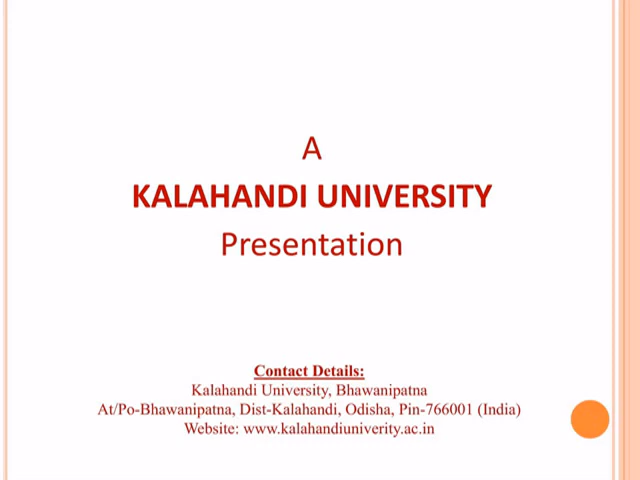 A
KALAHANDI UNIVERSITY
Presentation
Contact Details:
Kalahandi University, Bhawanipatna
At/Po-Bhawanipatna, Dist-Kalahandi, Odisha, Pin-766001 (India)
Website: www.kalahandiuniverity.ac.in